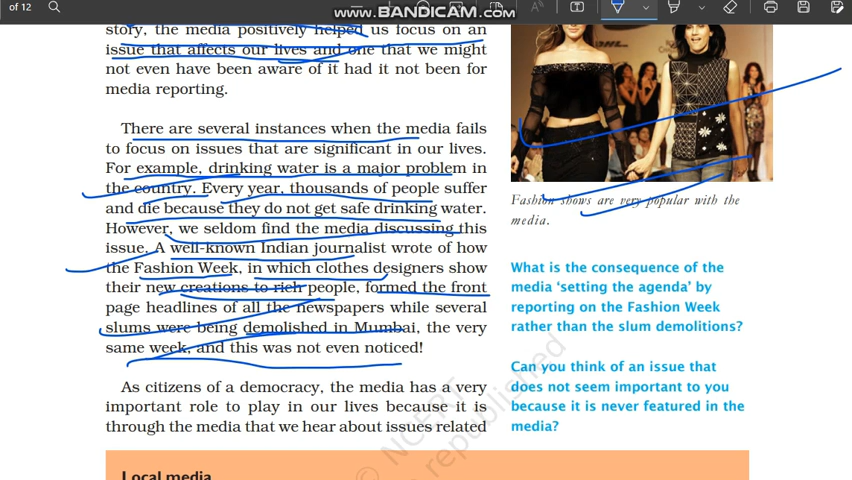 of 12
WWW.BANDICAM.COM
story, the media positively helped us focus on an
issue that affects our lives and one that we might
not even have been aware of it had it not been for
media reporting.
There are several instances when the media fails
to focus on issues that are significant in our lives.
For example, drinking water is a major problem in
the country. Every year, thousands of people suffer
and die because they do not get safe drinking water.
However, we seldom find the media discussing this
issue. A well-known Indian journalist wrote of how
the Fashion Week, in which clothes designers show
their new creations to rich people, formed the front
page headlines of all the newspapers while several
slums were being demolished in Mumbai, the very
same week, and this was not even noticed!
As citizens of a democracy, the media has a very
important role to play in our lives because it is
through the media that we hear about issues related
Local media
Fashion shows are very popular with the
media.
What is the consequence of the
media ‘setting the agenda’ by
reporting on the Fashion Week
rather than the slum demolitions?
Can you think of an issue that
does not seem important to you
because it is never featured in the
media?
© NCERT
republished